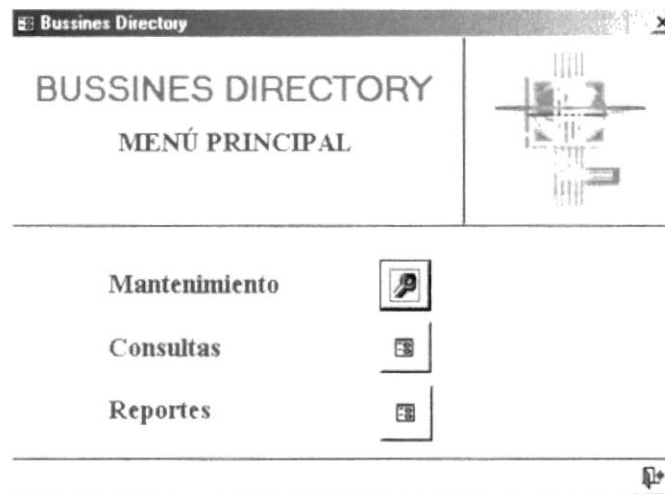 Bussines Directory
BUSSINES DIRECTORY
MENÚ PRINCIPAL
Mantenimiento
Consultas
Reportes